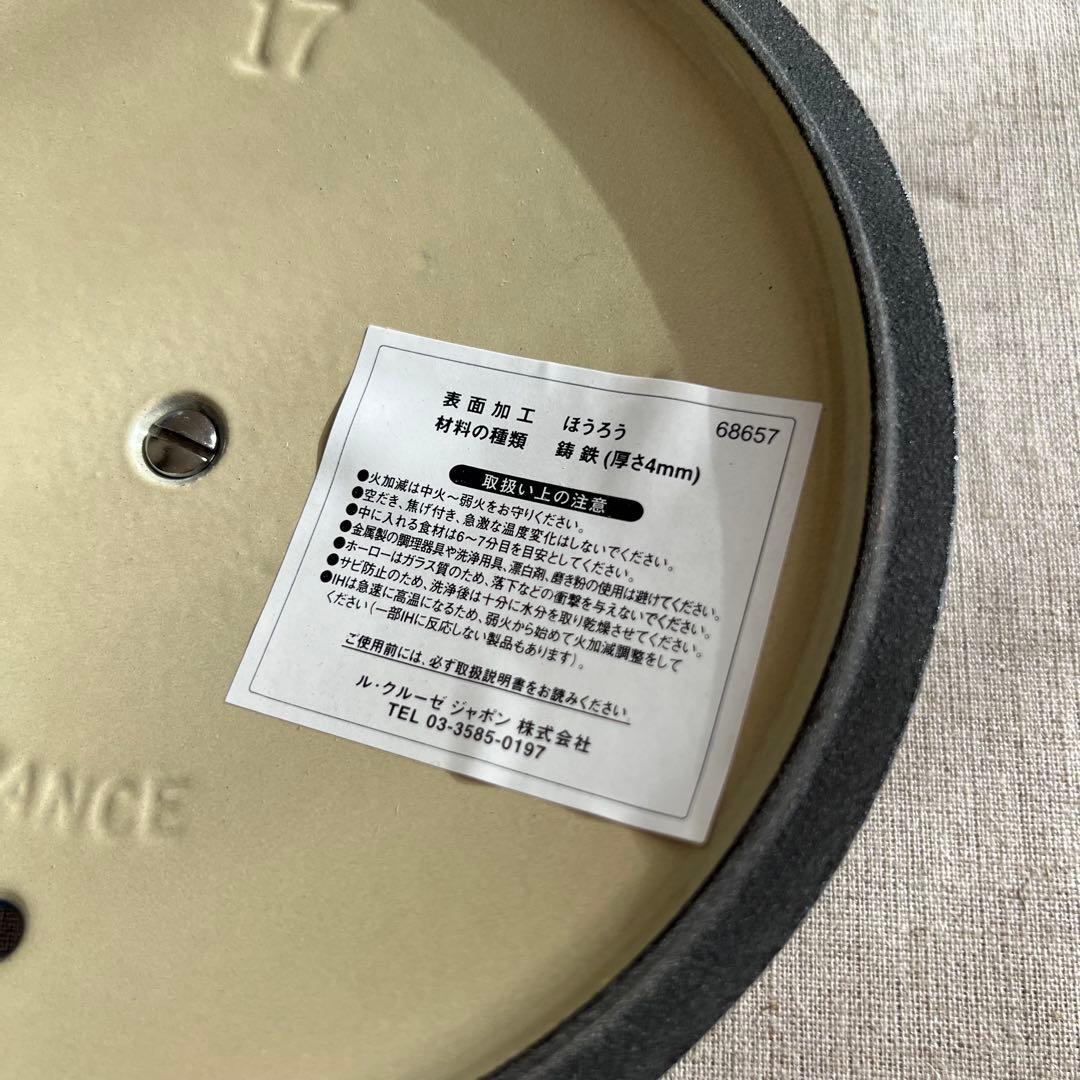 17
表面加工 ほうろう 68657
材料の種類 鋳鉄(厚さ4mm)
取扱い上の注意
●火加減は中火〜弱火をお守りください。
●空だき、焦げ付き、急激な温度変化はしないでください。
●中に入れる食材は6〜7分目を目安としてください。
●金属製の調理器具や洗浄用具、漂白剤、磨き粉の使用は避けてください。
●ホーローはガラス質のため、落下などの衝撃を与えないでください。
●サビ防止のため、洗浄後は十分に水分を取り乾燥させてください。
●IHは急速に高温になるため、弱火から始めて火加減調整をして
ください(一部IHに反応しない製品もあります)。
ご使用前には、必ず取扱説明書をお読みください
ル・クルーゼ ジャポン 株式会社
TEL 03-3585-0197
ANCE